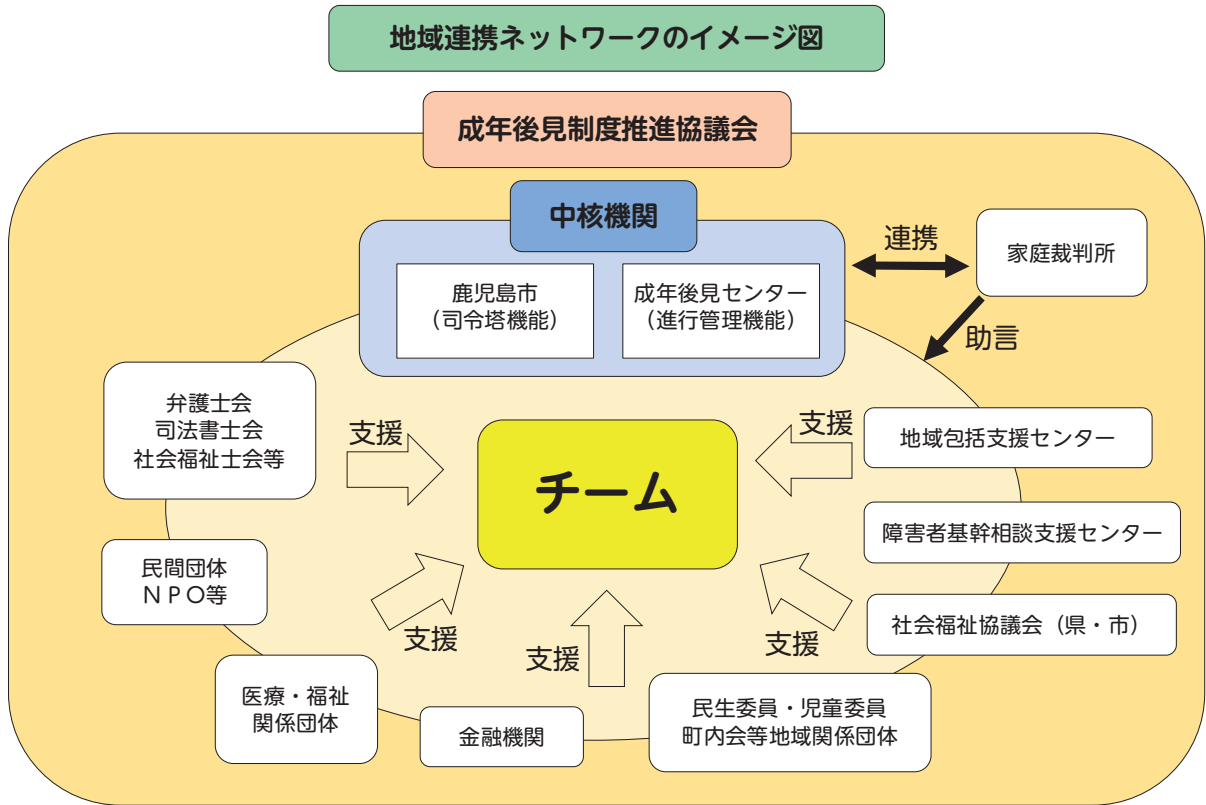 地域連携ネットワークのイメージ図
成年後見制度推進協議会
中核機関
鹿児島市
（司令塔機能）
成年後見センター
（進行管理機能）
連携
家庭裁判所
助言
弁護士会
司法書士会
社会福祉士会等
支援
チーム
支援
地域包括支援センター
障害者基幹相談支援センター
民間団体
ＮＰＯ等
支援
支援
支援
社会福祉協議会（県・市）
医療・福祉
関係団体
金融機関
民生委員・児童委員
町内会等地域関係団体